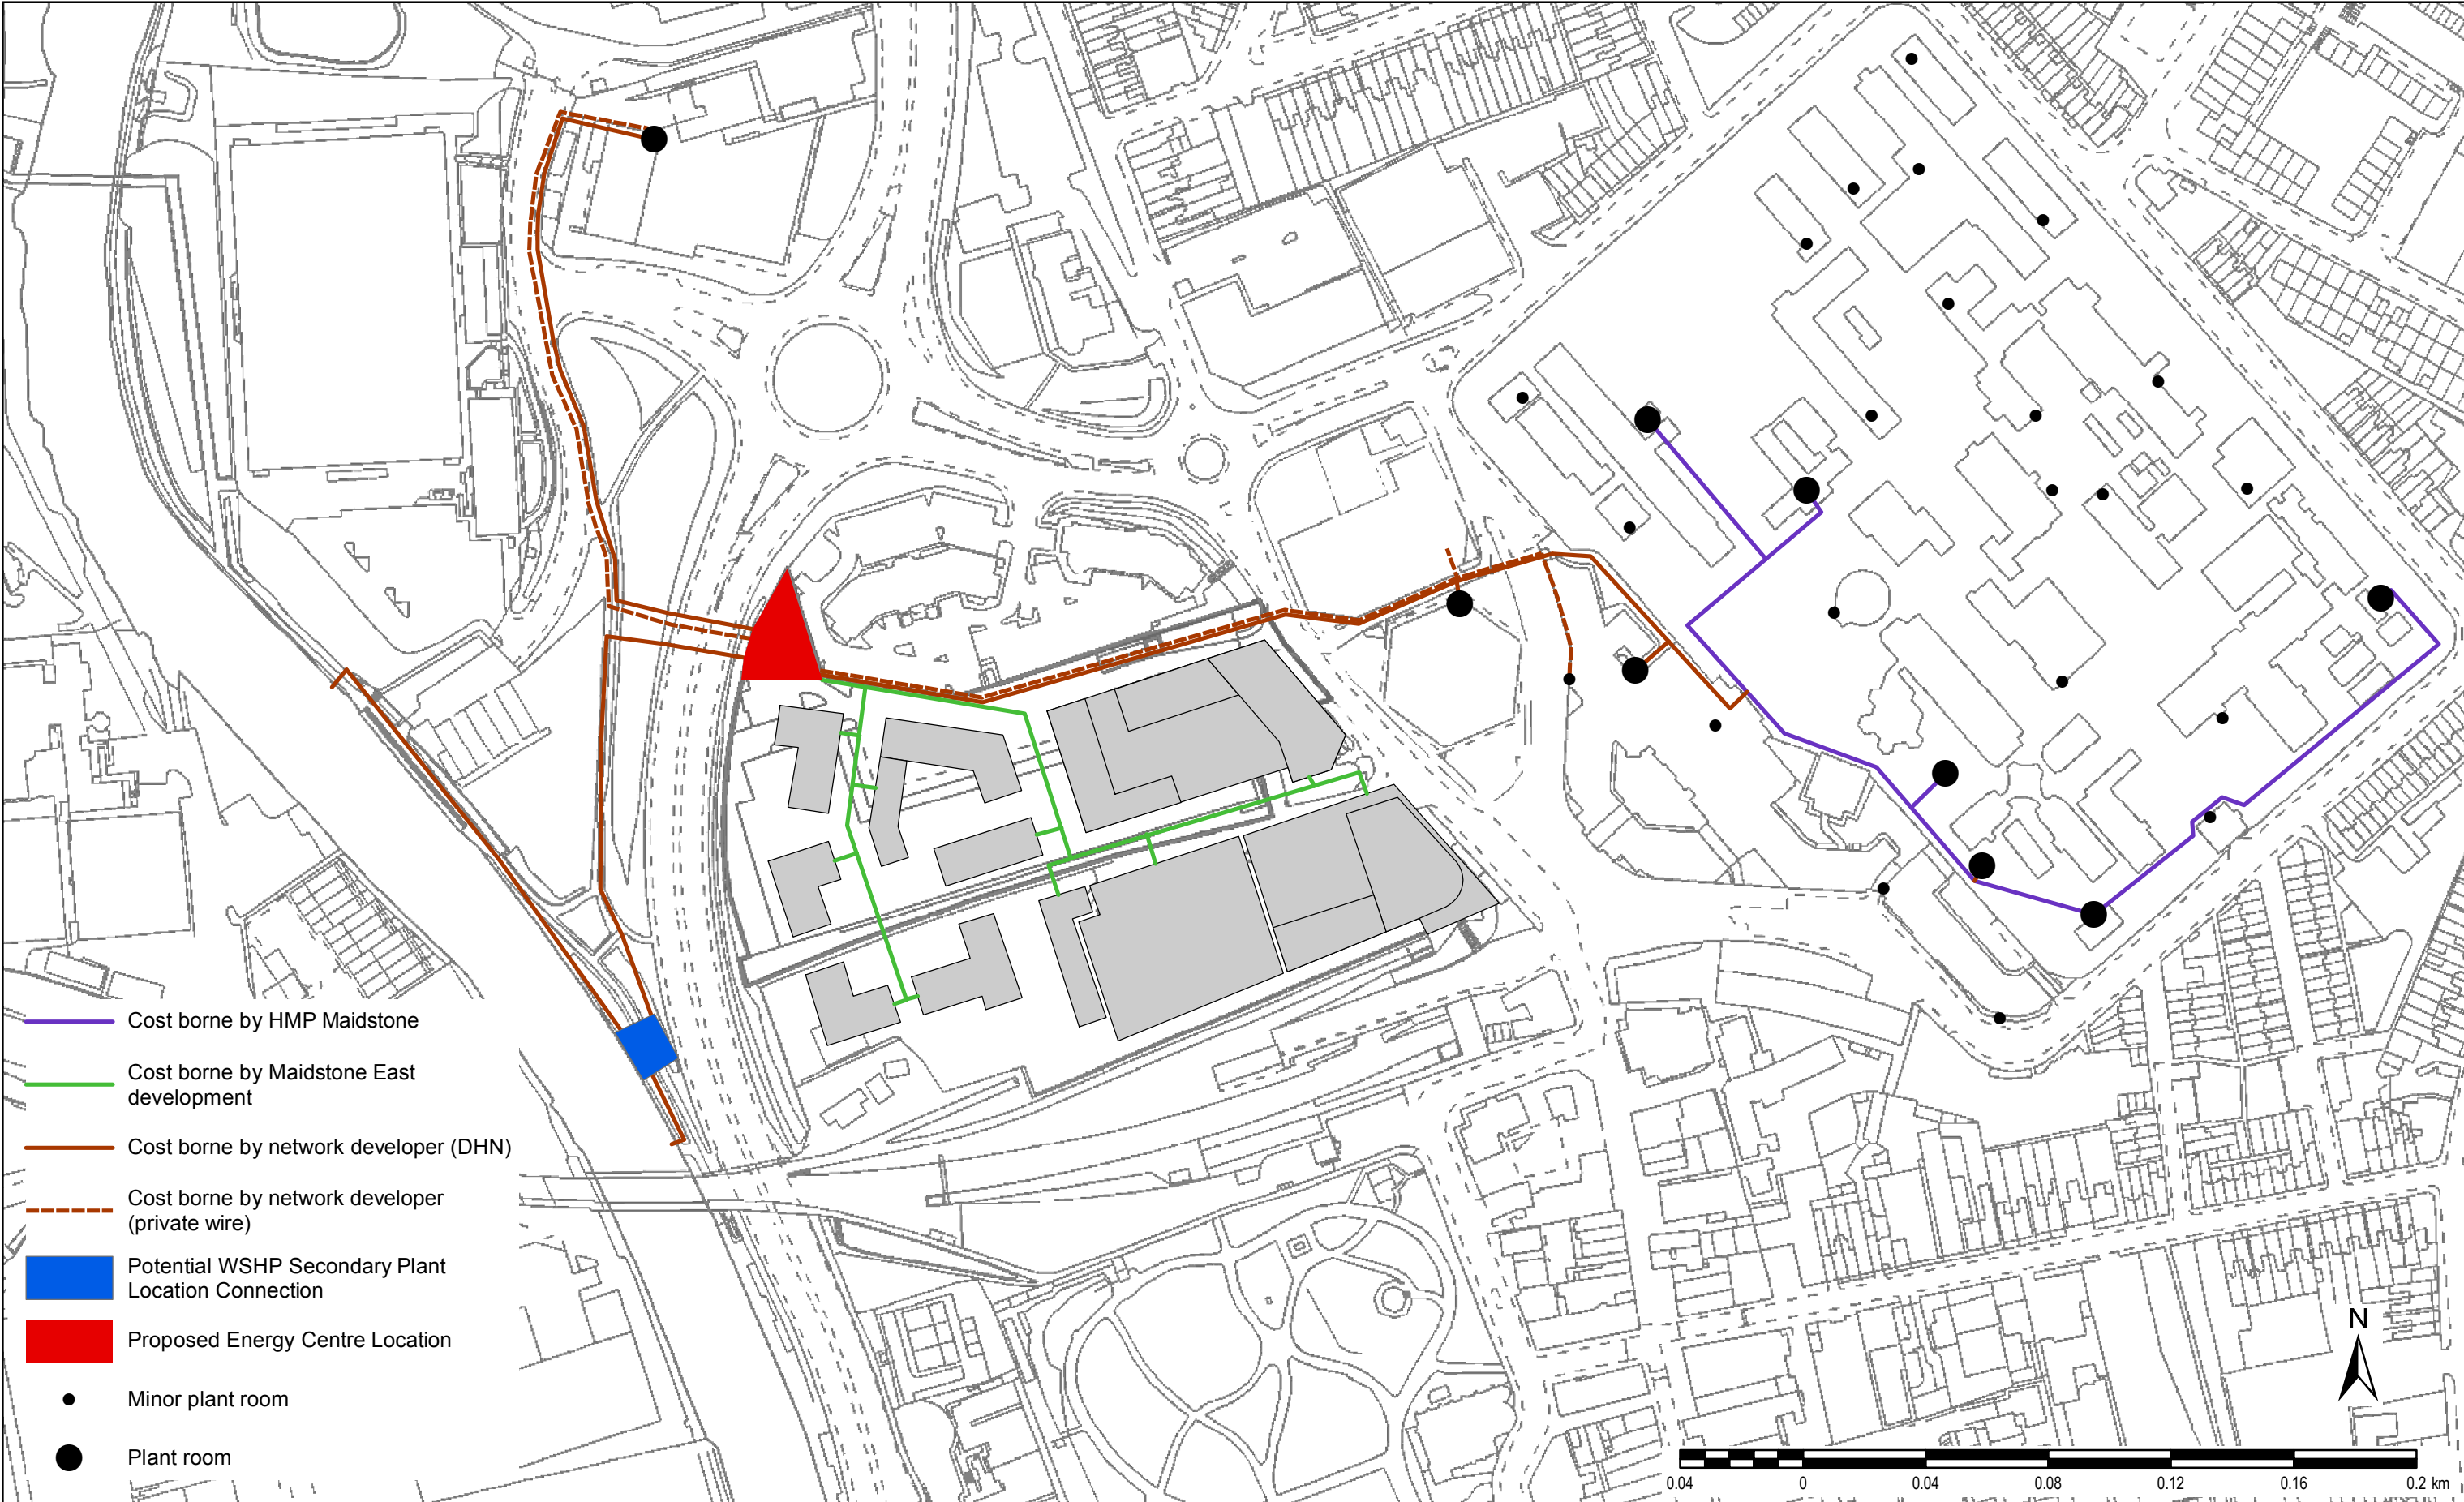 Cost borne by HMP Maidstone
Cost borne by Maidstone East
development
Cost borne by network developer (DHN)
Cost borne by network developer
(private wire)
Potential WSHP Secondary Plant
Location Connection
Proposed Energy Centre Location
Minor plant room
Plant room
N
0.04 0 0.04 0.08 0.12 0.16 0.2 km